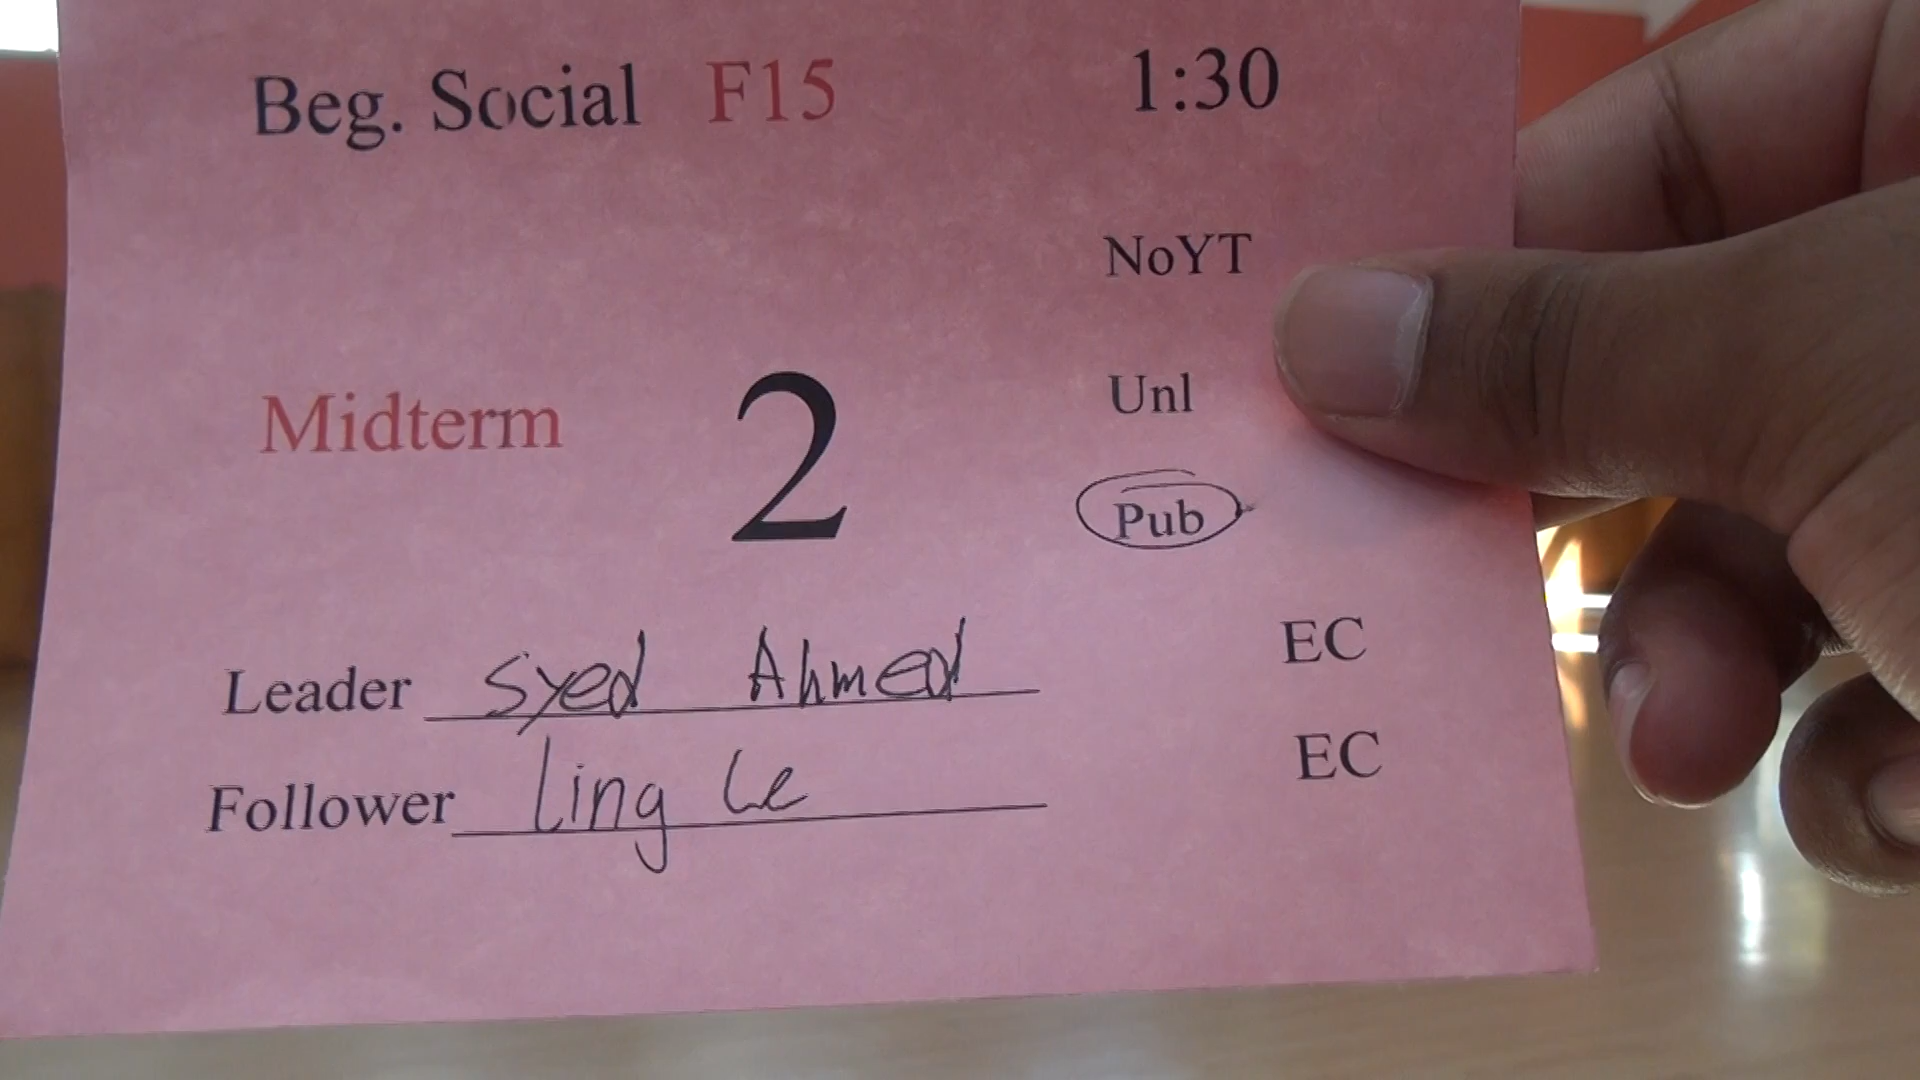 Beg. Social F15 1:30
NoYT
Unl
Midterm 2
Pub
Leader Syed Ahmed EC
Follower Ling Le EC